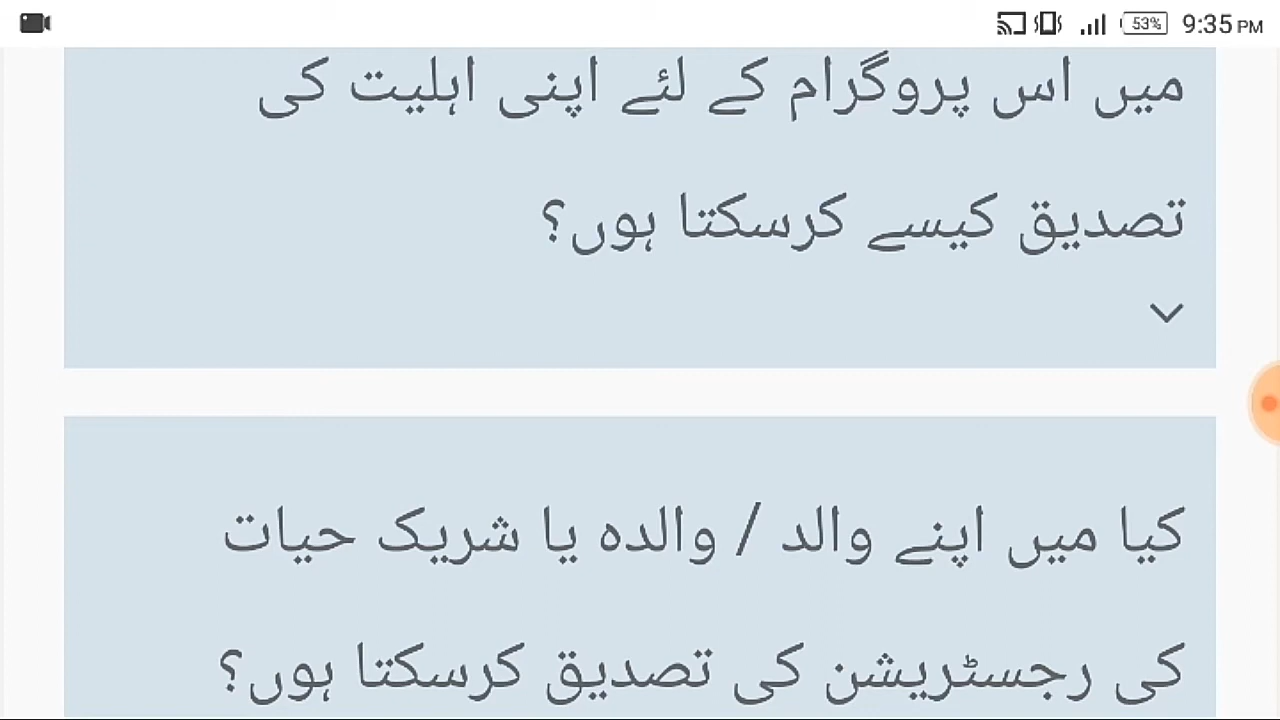 53%
9:35 PM
میں اس پروگرام کے لئے اپنی اہلیت کی
تصدیق کیسے کرسکتا ہوں؟
کیا میں اپنے والد / والدہ یا شریک حیات
کی رجسٹریشن کی تصدیق کرسکتا ہوں؟